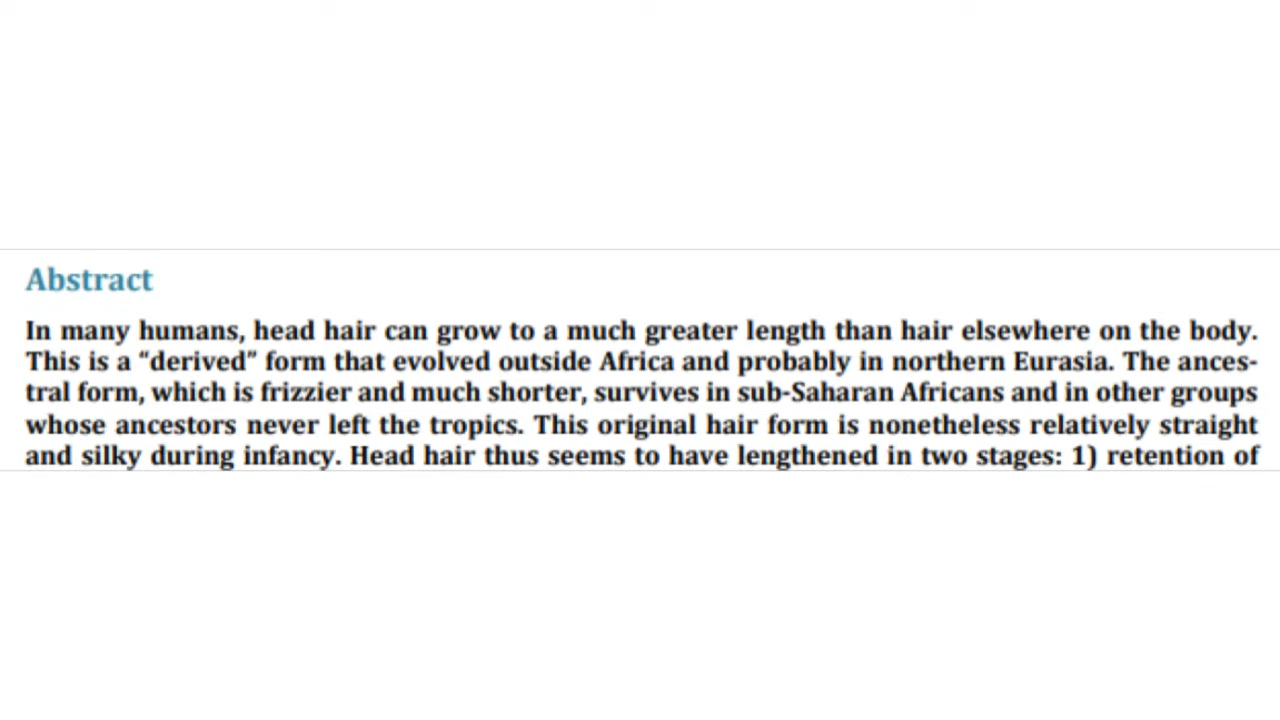 Abstract
In many humans, head hair can grow to a much greater length than hair elsewhere on the body.
This is a “derived” form that evolved outside Africa and probably in northern Eurasia. The ances-
tral form, which is frizzier and much shorter, survives in sub-Saharan Africans and in other groups
whose ancestors never left the tropics. This original hair form is nonetheless relatively straight
and silky during infancy. Head hair thus seems to have lengthened in two stages: 1) retention of